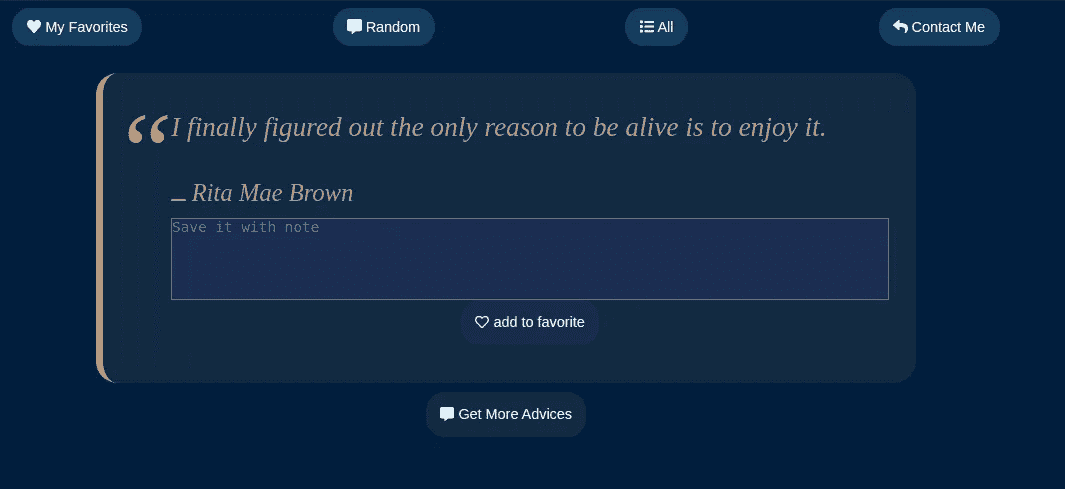 My Favorites Random All Contact Me
“I finally figured out the only reason to be alive is to enjoy it.
_ Rita Mae Brown
Save it with note
add to favorite
Get More Advices